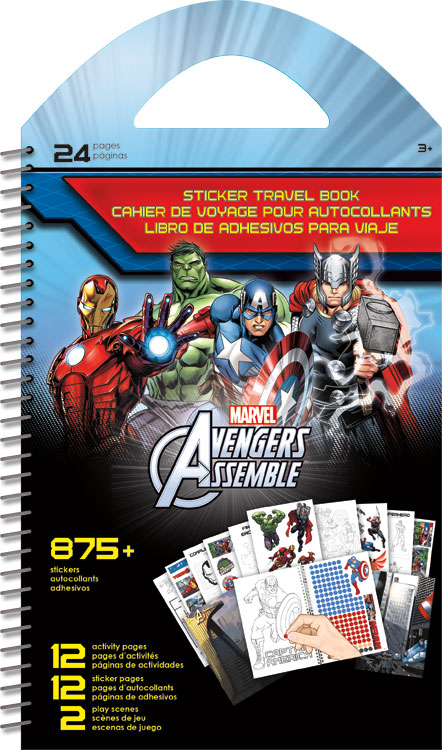 24 pages
páginas
3+
STICKER TRAVEL BOOK
CAHIER DE VOYAGE POUR AUTOCOLLANTS
LIBRO DE ADHESIVOS PARA VIAJE
MARVEL
AVENGERS
ASSEMBLE
875+
stickers
autocollants
adhesivos
CAPTAIN
AMERICA
12 activity pages
pages d'activités
páginas de actividades
12 sticker pages
pages d'autocollants
páginas de adhesivos
2 play scenes
scènes de jeu
escenas de juego